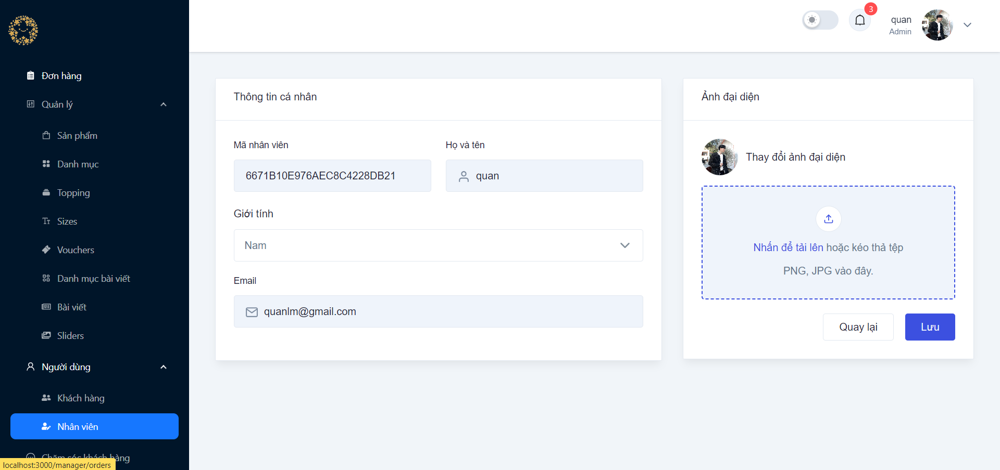 Đơn hàng
Quản lý
Sản phẩm
Danh mục
Topping
Sizes
Vouchers
Danh mục bài viết
Bài viết
Sliders
Người dùng
Khách hàng
Nhân viên
Chăm sóc khách hàng
localhost:3000/manager/orders
3
quan
Admin
Thông tin cá nhân
Mã nhân viên
Họ và tên
6671B10E976AEC8C4228DB21
quan
Giới tính
Nam
Email
quanlm@gmail.com
Ảnh đại diện
Thay đổi ảnh đại diện
Nhấn để tải lên hoặc kéo thả tệp
PNG, JPG vào đây.
Quay lại
Lưu